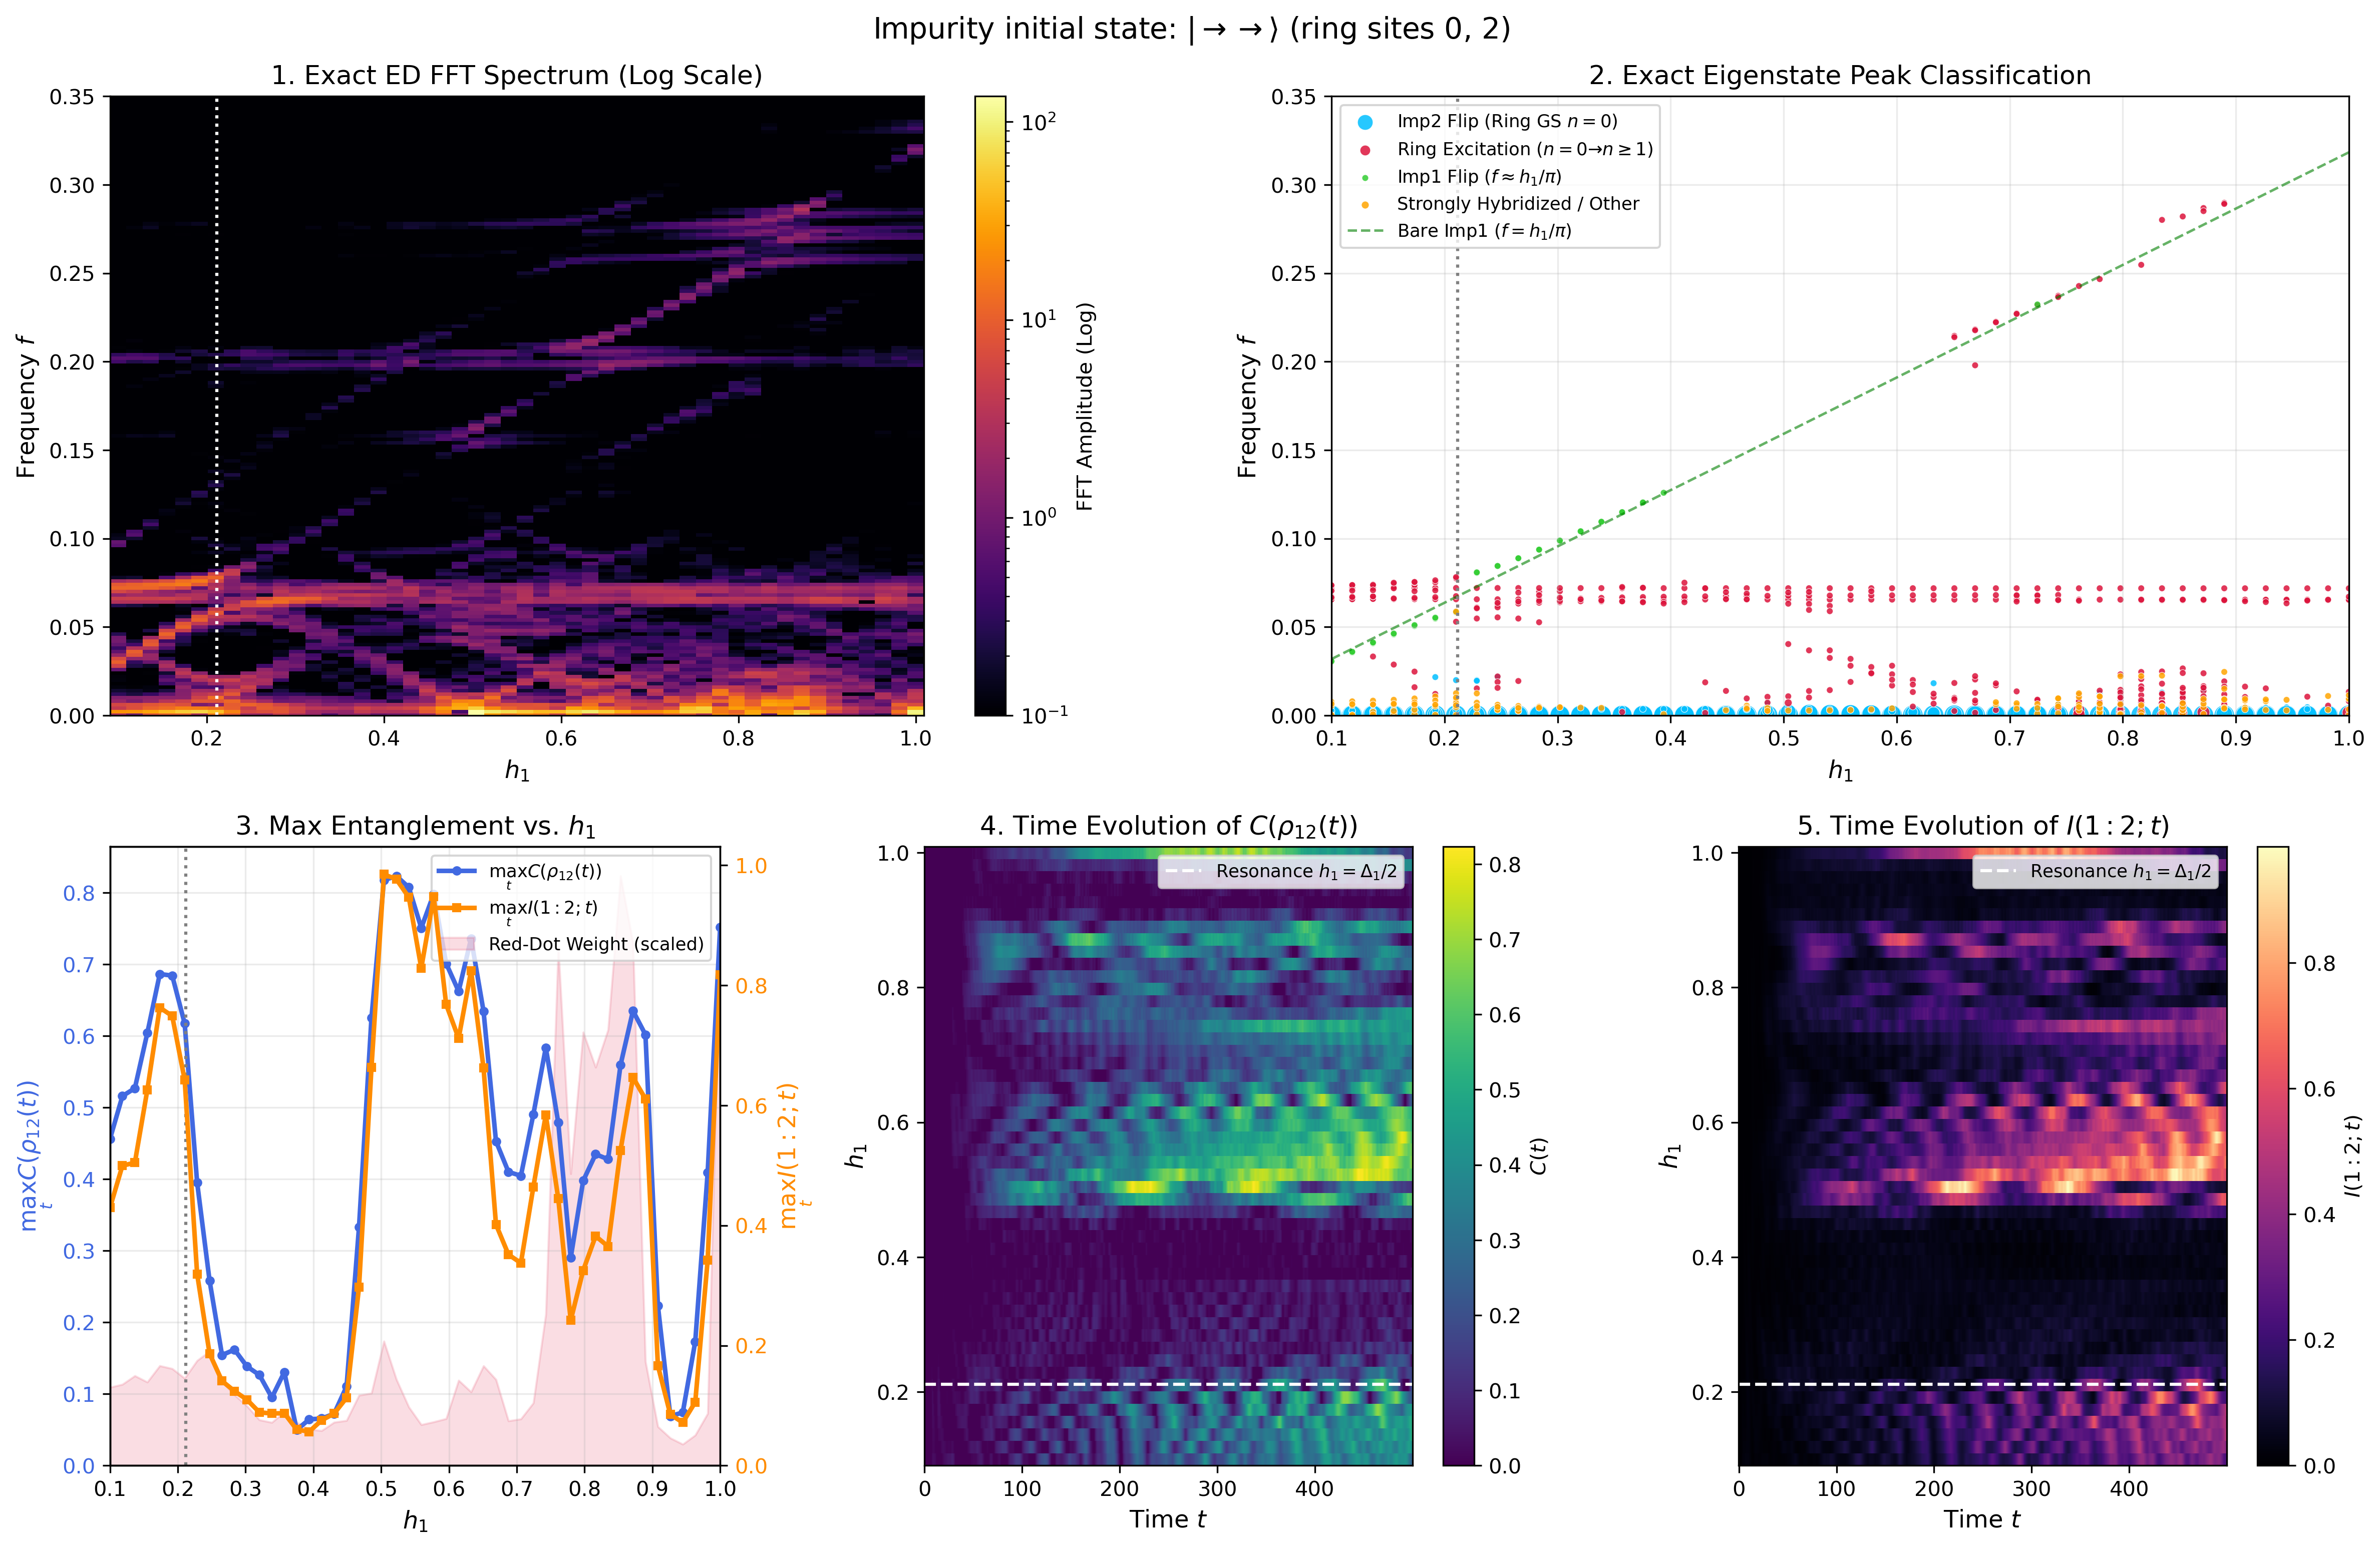 Impurity initial state: |→→⟩ (ring sites 0, 2)
1. Exact ED FFT Spectrum (Log Scale)
Frequency f
0.35
0.30
0.25
0.20
0.15
0.10
0.05
0.00
0.2
0.4
0.6
0.8
1.0
h₁
10²
10¹
10⁰
10⁻¹
FFT Amplitude (Log)
2. Exact Eigenstate Peak Classification
Frequency f
0.35
0.30
0.25
0.20
0.15
0.10
0.05
0.00
Imp2 Flip (Ring GS n = 0)
Ring Excitation (n = 0→n ≥ 1)
Imp1 Flip (f ≈ h₁/π)
Strongly Hybridized / Other
Bare Imp1 (f = h₁/π)
0.1
0.2
0.3
0.4
0.5
0.6
0.7
0.8
0.9
1.0
h₁
3. Max Entanglement vs. h₁
max C(ρ₁₂(t))
t
0.8
0.7
0.6
0.5
0.4
0.3
0.2
0.1
0.0
max C(ρ₁₂(t))
t
max I(1 : 2; t)
t
Red-Dot Weight (scaled)
1.0
0.8
0.6
0.4
0.2
0.0
max I(1 : 2; t)
t
0.1
0.2
0.3
0.4
0.5
0.6
0.7
0.8
0.9
1.0
h₁
4. Time Evolution of C(ρ₁₂(t))
h₁
1.0
0.8
0.6
0.4
0.2
Resonance h₁ = Δ₁/2
0
100
200
300
400
Time t
0.8
0.7
0.6
0.5
0.4
0.3
0.2
0.1
0.0
C(t)
5. Time Evolution of I(1 : 2; t)
h₁
1.0
0.8
0.6
0.4
0.2
Resonance h₁ = Δ₁/2
0
100
200
300
400
Time t
0.8
0.6
0.4
0.2
0.0
I(1 : 2; t)